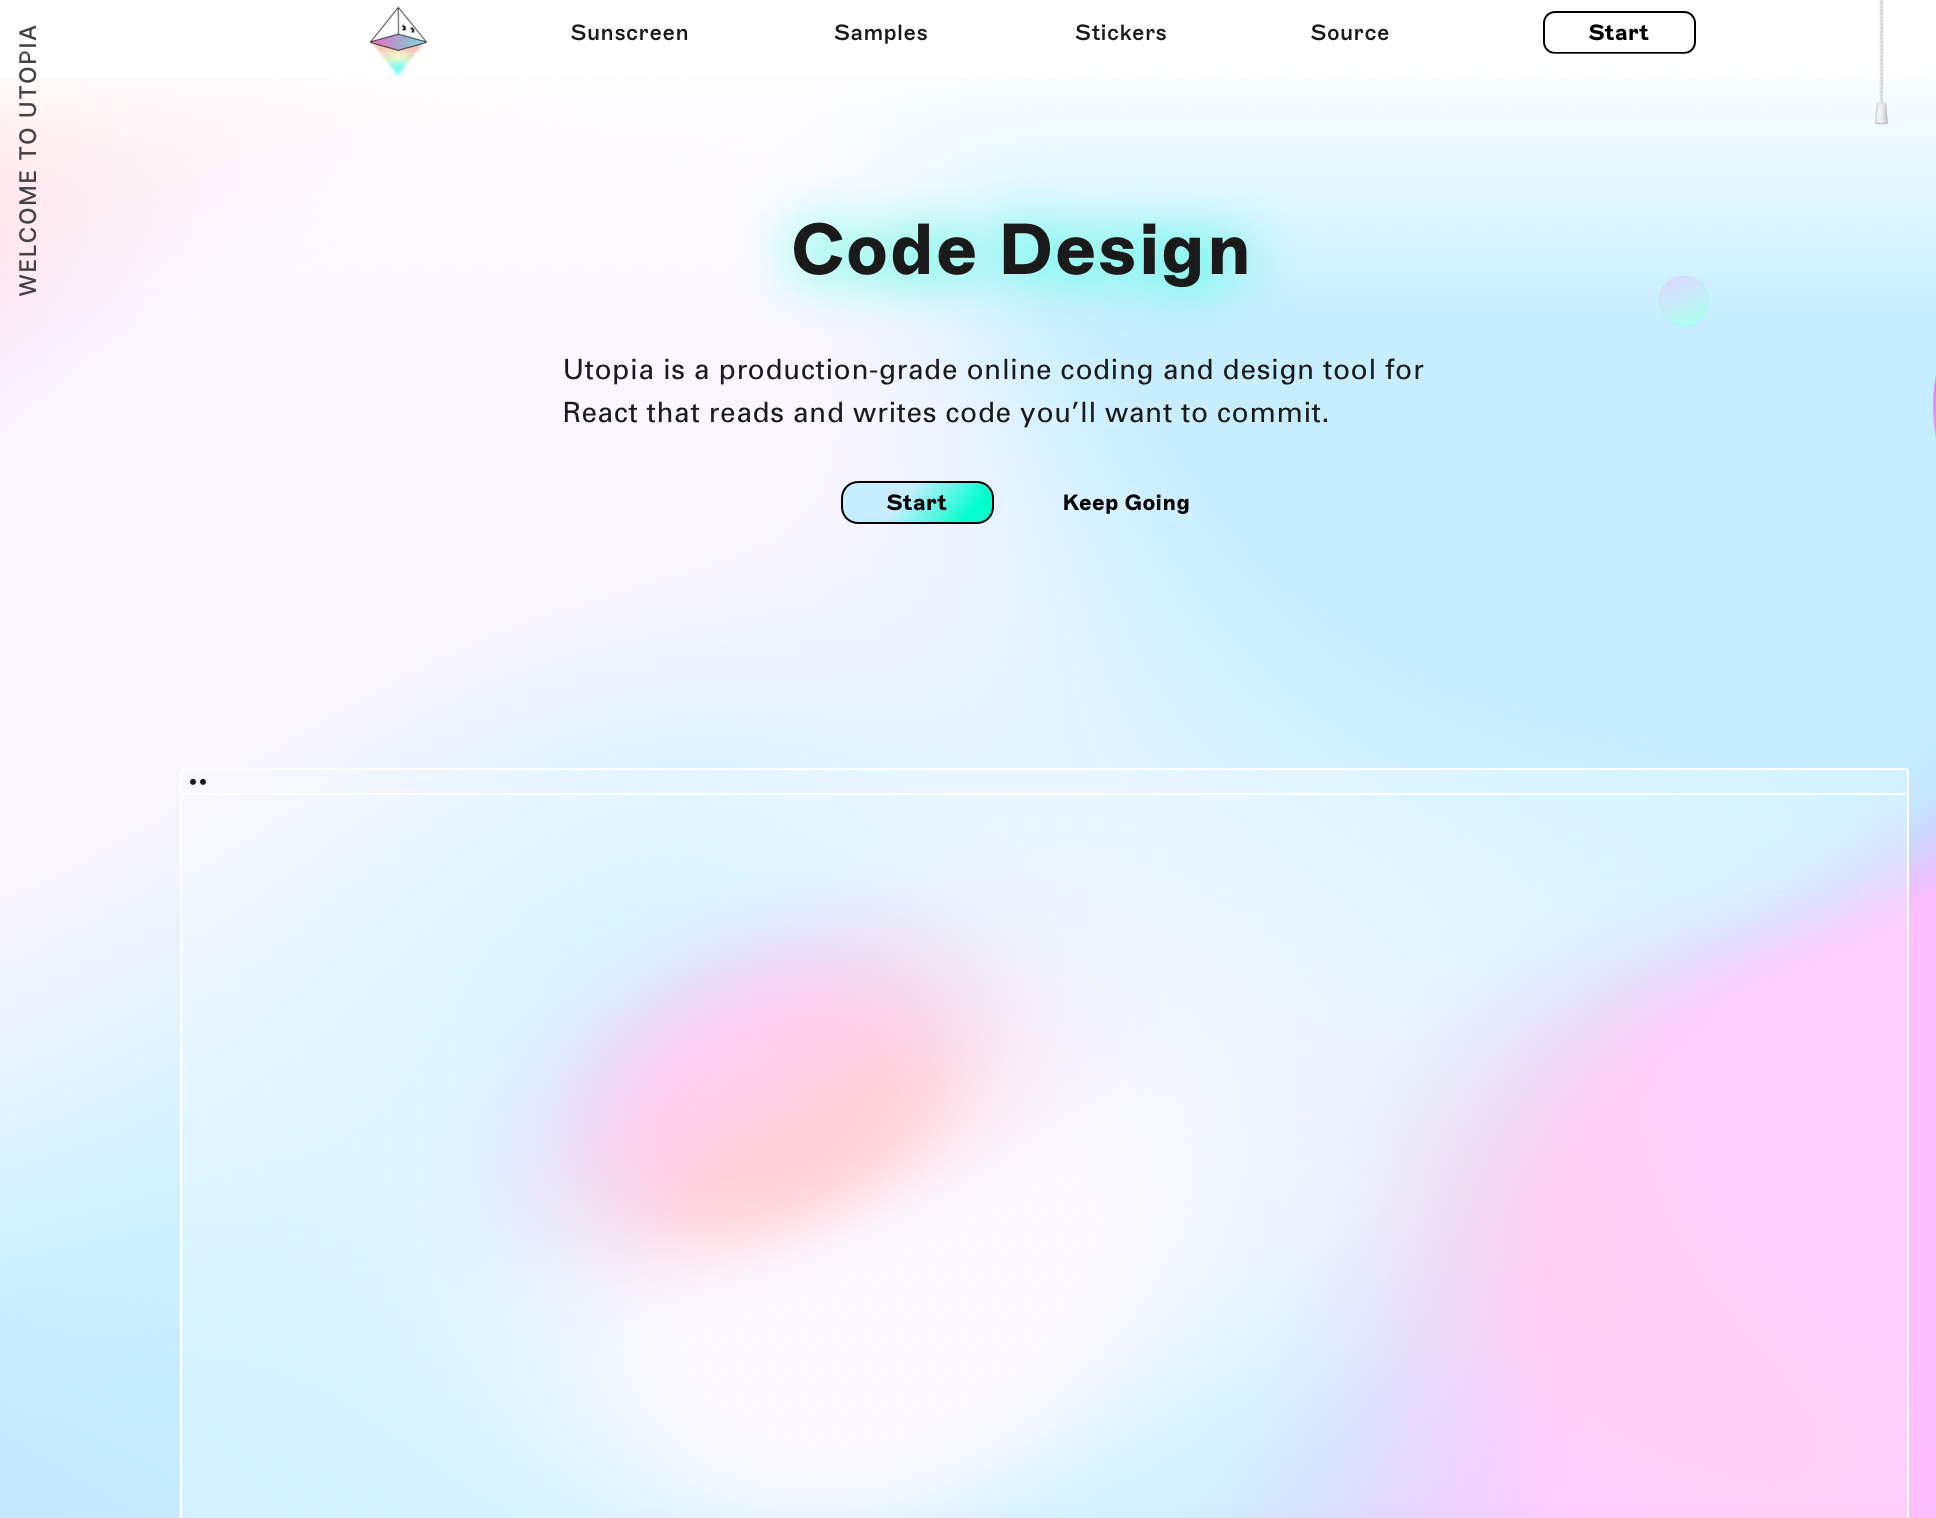 WELCOME TO UTOPIA
Sunscreen
Samples
Stickers
Source
Start
Code Design
Utopia is a production-grade online coding and design tool for
React that reads and writes code you’ll want to commit.
Start
Keep Going